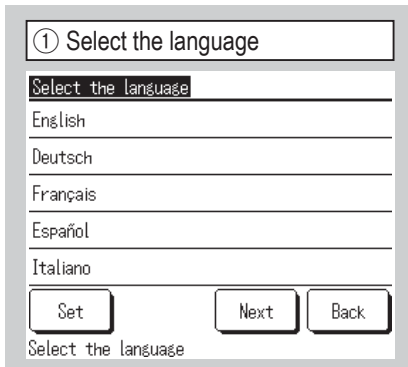 ① Select the language
Select the language
English
Deutsch
Français
Español
Italiano
Set Next Back
Select the language